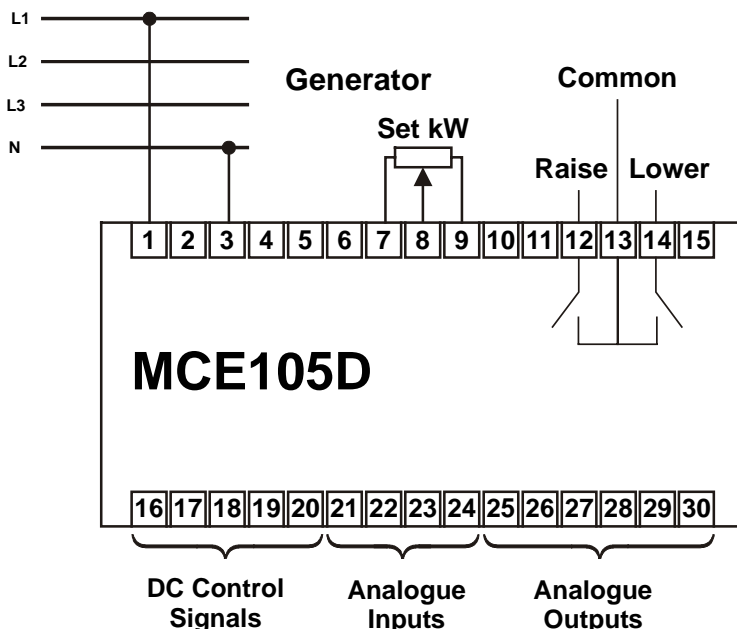 L1
L2
L3
N
Generator
Common
Set kW
Raise Lower
1 2 3 4 5 6 7 8 9 10 11 12 13 14 15
MCE105D
16 17 18 19 20 21 22 23 24 25 26 27 28 29 30
DC Control Analogue Analogue
Signals Inputs Outputs